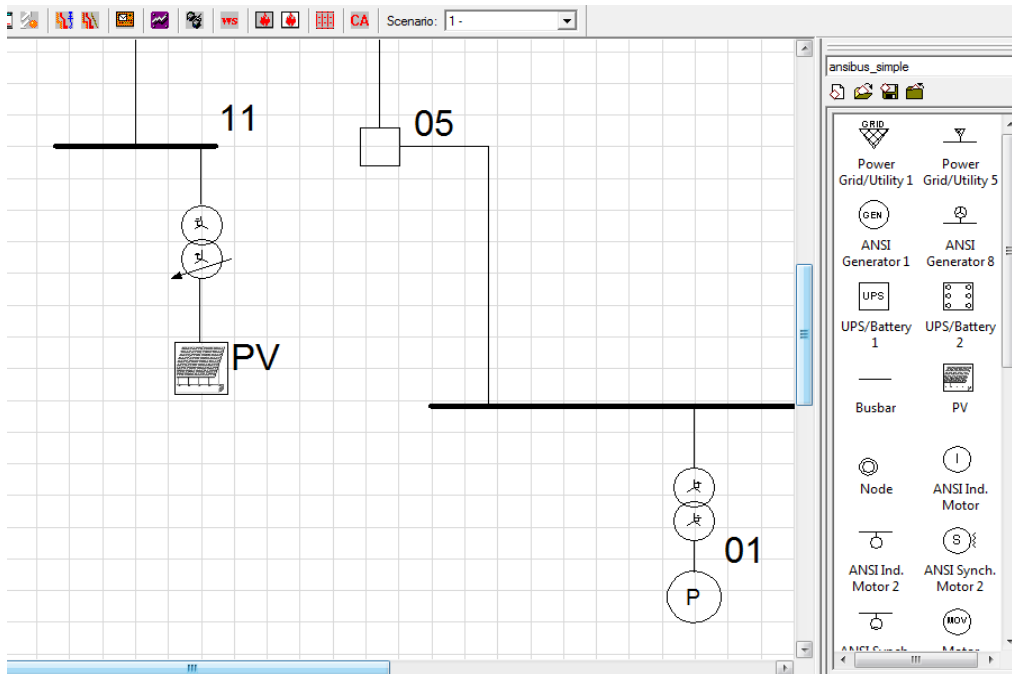 WS
CA
Scenario:
1 -
ansibus_simple
11
05
PV
01
P
GRID
Power
Grid/Utility 1
Power
Grid/Utility 5
GEN
ANSI
Generator 1
ANSI
Generator 8
UPS
UPS/Battery
1
UPS/Battery
2
Busbar
PV
Node
I
ANSI Ind.
Motor
ANSI Ind.
Motor 2
S
ANSI Synch.
Motor 2
MOV